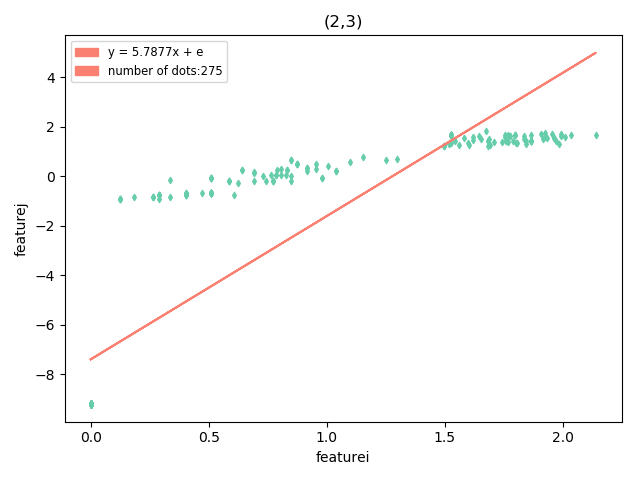 (2,3)
y = 5.7877x + e
number of dots:275
4
2
0
−2
−4
−6
−8
featurej
0.0 0.5 1.0 1.5 2.0
featurei